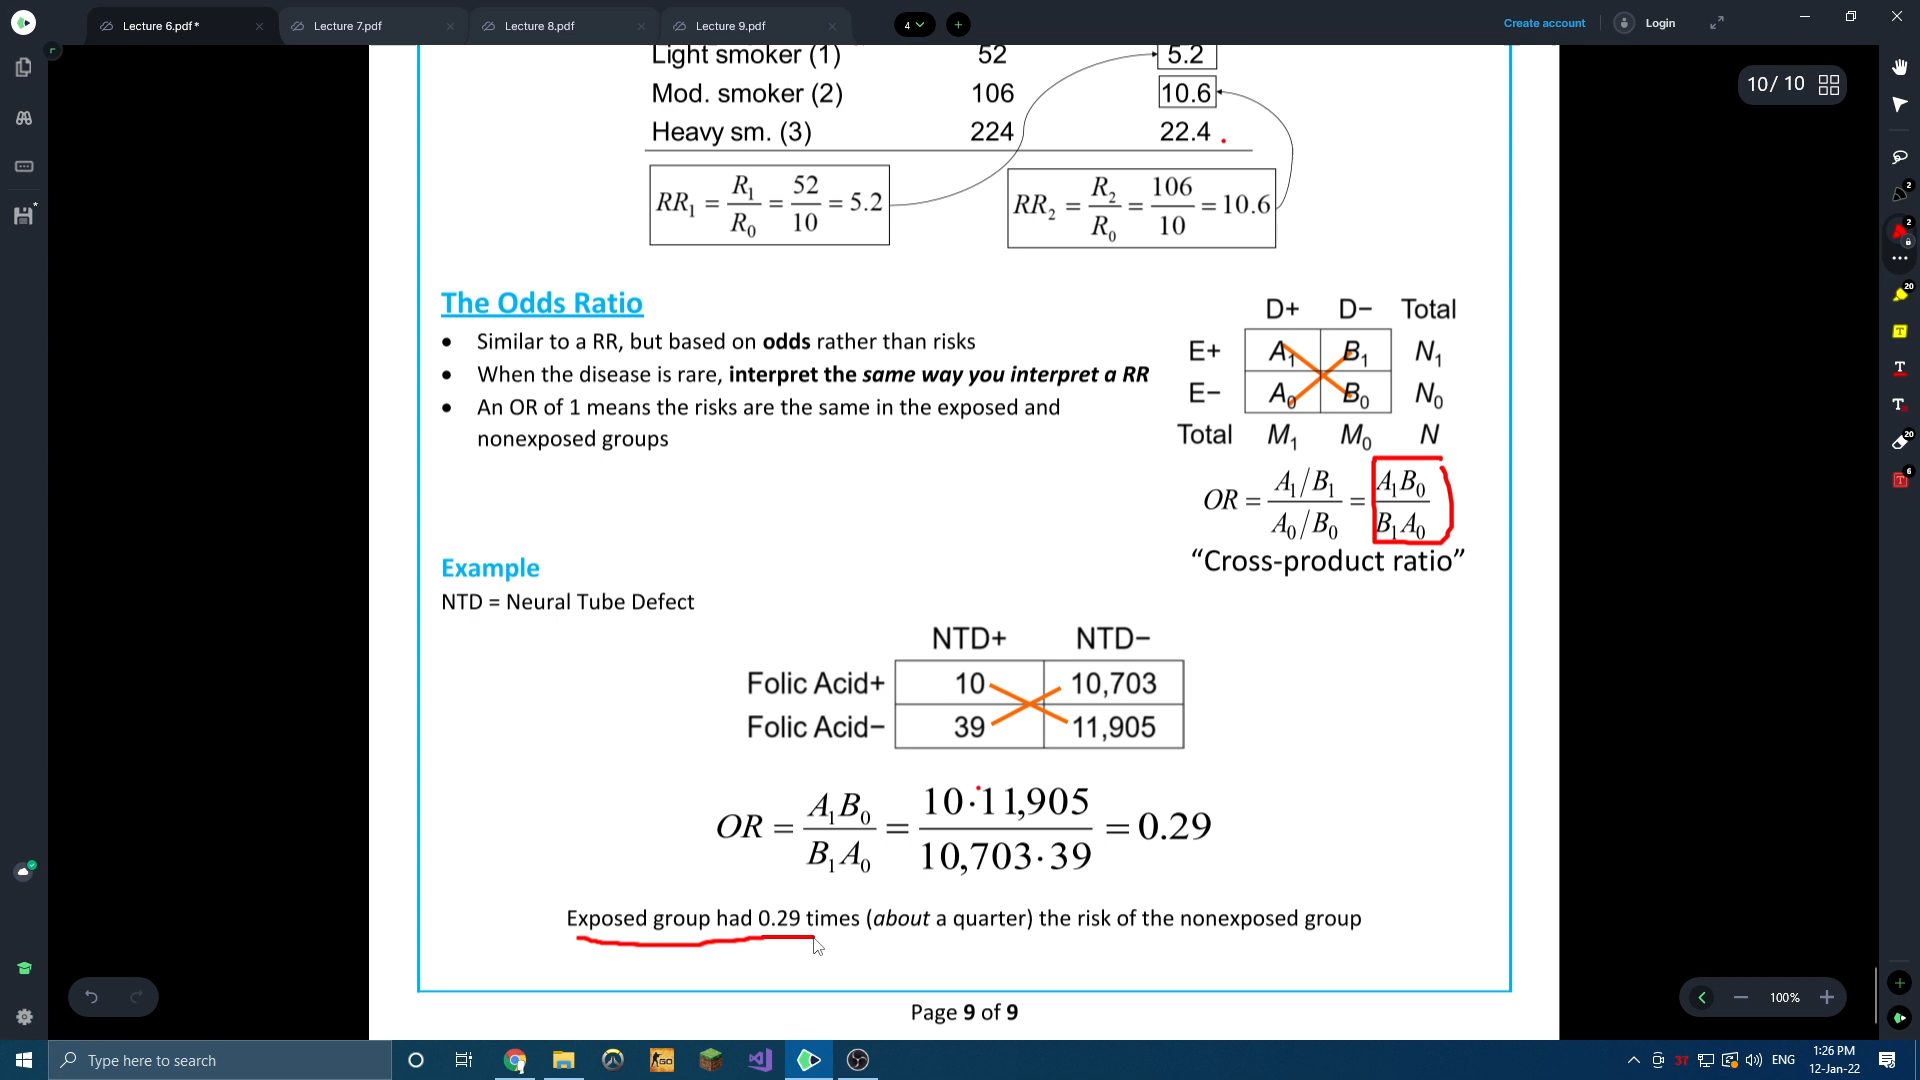 Lecture 6.pdf*
Lecture 7.pdf
Lecture 8.pdf
Lecture 9.pdf
4
Create account
Login
10 / 10
Light smoker (1) 52 5.2
Mod. smoker (2) 106 10.6
Heavy sm. (3) 224 22.4
RR₁ = R₁/R₀ = 52/10 = 5.2
RR₂ = R₂/R₀ = 106/10 = 10.6
The Odds Ratio
• Similar to a RR, but based on odds rather than risks
• When the disease is rare, interpret the same way you interpret a RR
• An OR of 1 means the risks are the same in the exposed and
nonexposed groups
D+ D− Total
E+ A₁ B₁ N₁
E− A₀ B₀ N₀
Total M₁ M₀ N
OR = A₁/B₁ / A₀/B₀ = A₁B₀ / B₁A₀
“Cross-product ratio”
Example
NTD = Neural Tube Defect
NTD+ NTD−
Folic Acid+ 10 10,703
Folic Acid− 39 11,905
OR = A₁B₀ / B₁A₀ = 10·11,905 / 10,703·39 = 0.29
Exposed group had 0.29 times (about a quarter) the risk of the nonexposed group
Page 9 of 9
2
2
20
T
T
T
20
6
T
100%
Type here to search
GO
37
ENG
1:26 PM
12-Jan-22